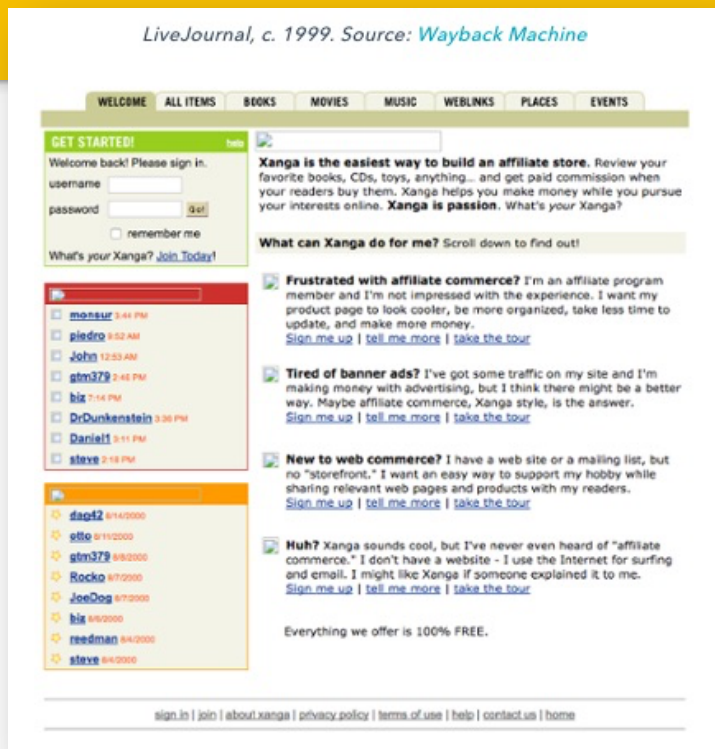 LiveJournal, c. 1999. Source: Wayback Machine
WELCOME ALL ITEMS BOOKS MOVIES MUSIC WEBLINKS PLACES EVENTS
GET STARTED! help
Welcome back! Please sign in.
username
password Go!
remember me
What's your Xanga? Join Today!
monsur 3:44 PM
piedro 3:52 AM
John 12:53 AM
gtm379 2:40 PM
biz 7:14 PM
DrDunkenstein 3:36 PM
Daniel1 3:11 PM
steve 2:18 PM
dag42 8/14/2000
otto 8/11/2000
gtm379 8/8/2000
Rocko 8/7/2000
JoeDog 8/7/2000
biz 8/6/2000
reedman 8/4/2000
steve 8/4/2000
Xanga is the easiest way to build an affiliate store. Review your
favorite books, CDs, toys, anything... and get paid commission when
your readers buy them. Xanga helps you make money while you pursue
your interests online. Xanga is passion. What's your Xanga?
What can Xanga do for me? Scroll down to find out!
Frustrated with affiliate commerce? I'm an affiliate program
member and I'm not impressed with the experience. I want my
product page to look cooler, be more organized, take less time to
update, and make more money.
Sign me up | tell me more | take the tour
Tired of banner ads? I've got some traffic on my site and I'm
making money with advertising, but I think there might be a better
way. Maybe affiliate commerce, Xanga style, is the answer.
Sign me up | tell me more | take the tour
New to web commerce? I have a web site or a mailing list, but
no "storefront." I want an easy way to support my hobby while
sharing relevant web pages and products with my readers.
Sign me up | tell me more | take the tour
Huh? Xanga sounds cool, but I've never even heard of "affiliate
commerce." I don't have a website - I use the Internet for surfing
and email. I might like Xanga if someone explained it to me.
Sign me up | tell me more | take the tour
Everything we offer is 100% FREE.
sign in | join | about xanga | privacy policy | terms of use | help | contact us | home